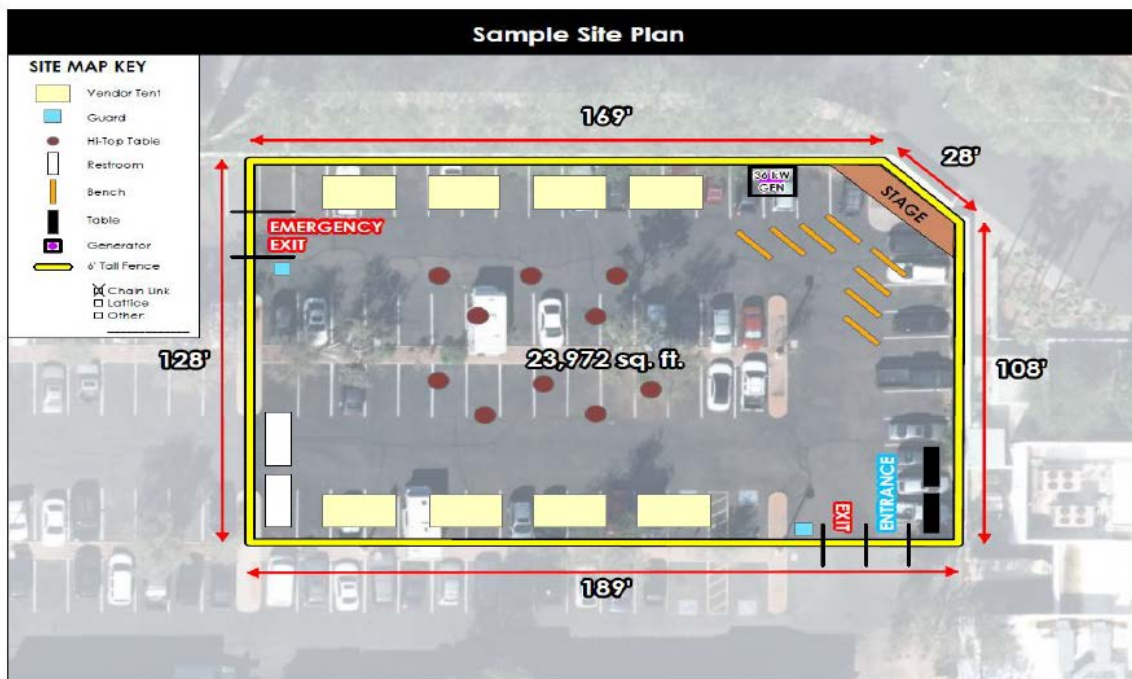 Sample Site Plan
SITE MAP KEY
Vendor Tent
Guard
Hi-Top Table
Restroom
Bench
Table
Generator
6' Tall Fence
Chain Link
Lattice
Other:
169'
28'
36 kW
GEN
STAGE
EMERGENCY
EXIT
128'
23,972 sq. ft.
108'
EXIT
ENTRANCE
189'